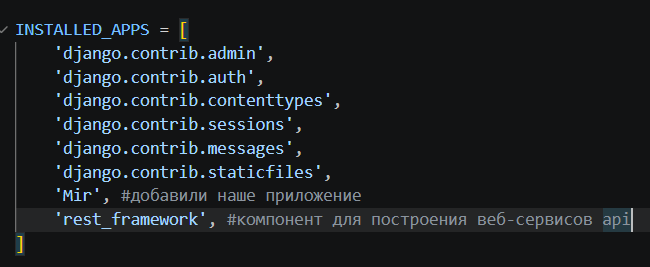 INSTALLED_APPS = [
'django.contrib.admin',
'django.contrib.auth',
'django.contrib.contenttypes',
'django.contrib.sessions',
'django.contrib.messages',
'django.contrib.staticfiles',
'Mir', #добавили наше приложение
'rest_framework', #компонент для построения веб-сервисов api
]